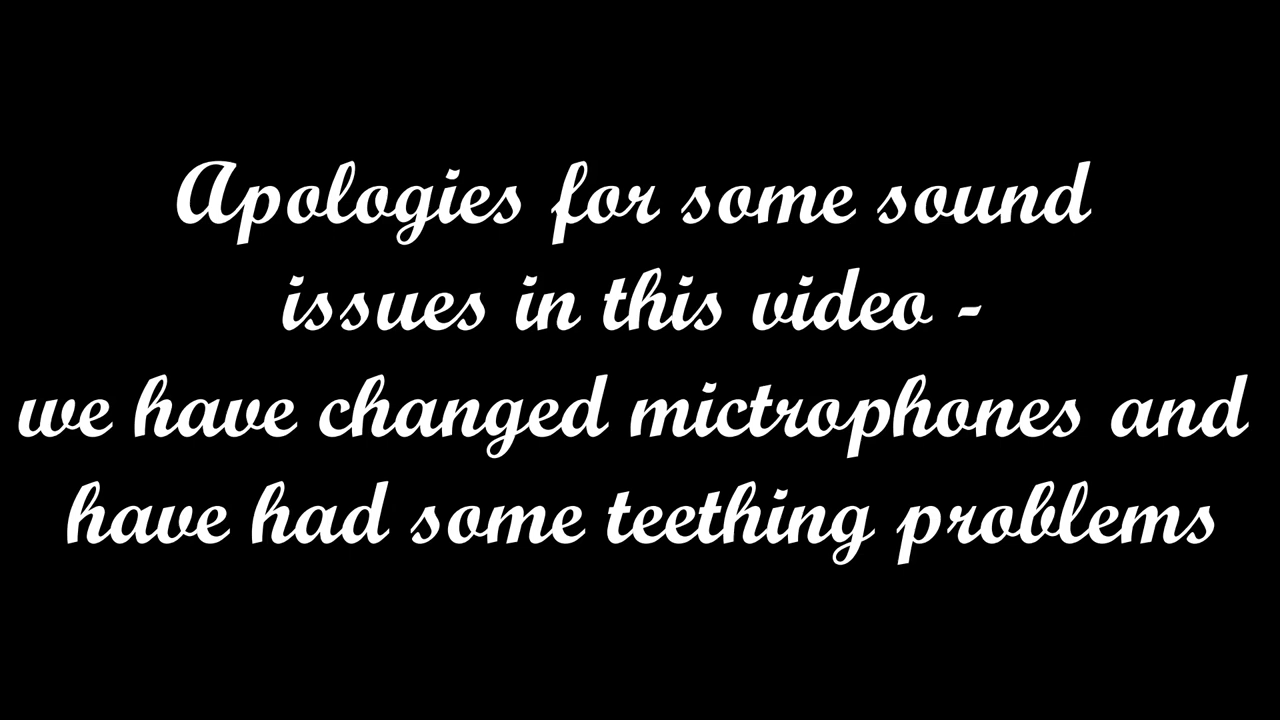 Apologies for some sound
issues in this video -
we have changed mictrophones and
have had some teething problems